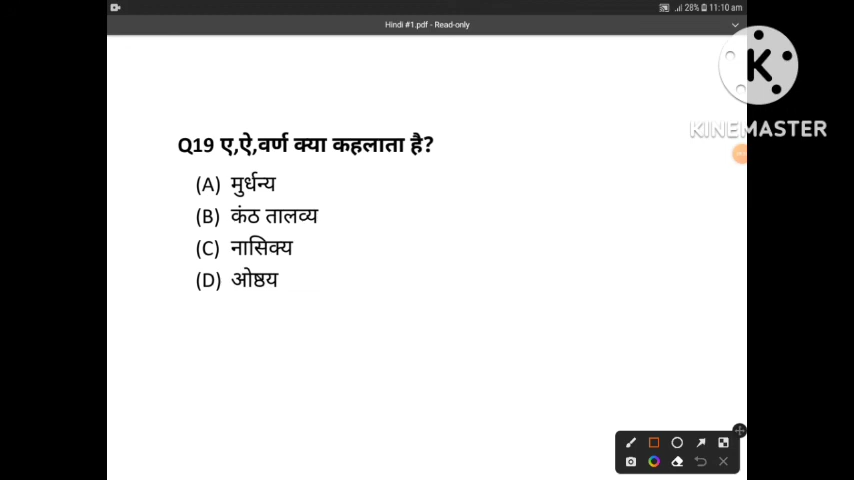 28% 11:10 am
Hindi #1.pdf - Read-only
K
KINEMASTER
Q19 ए,ऐ,वर्ण क्या कहलाता है?
(A) मुर्धन्य
(B) कंठ तालव्य
(C) नासिक्य
(D) ओष्ठय